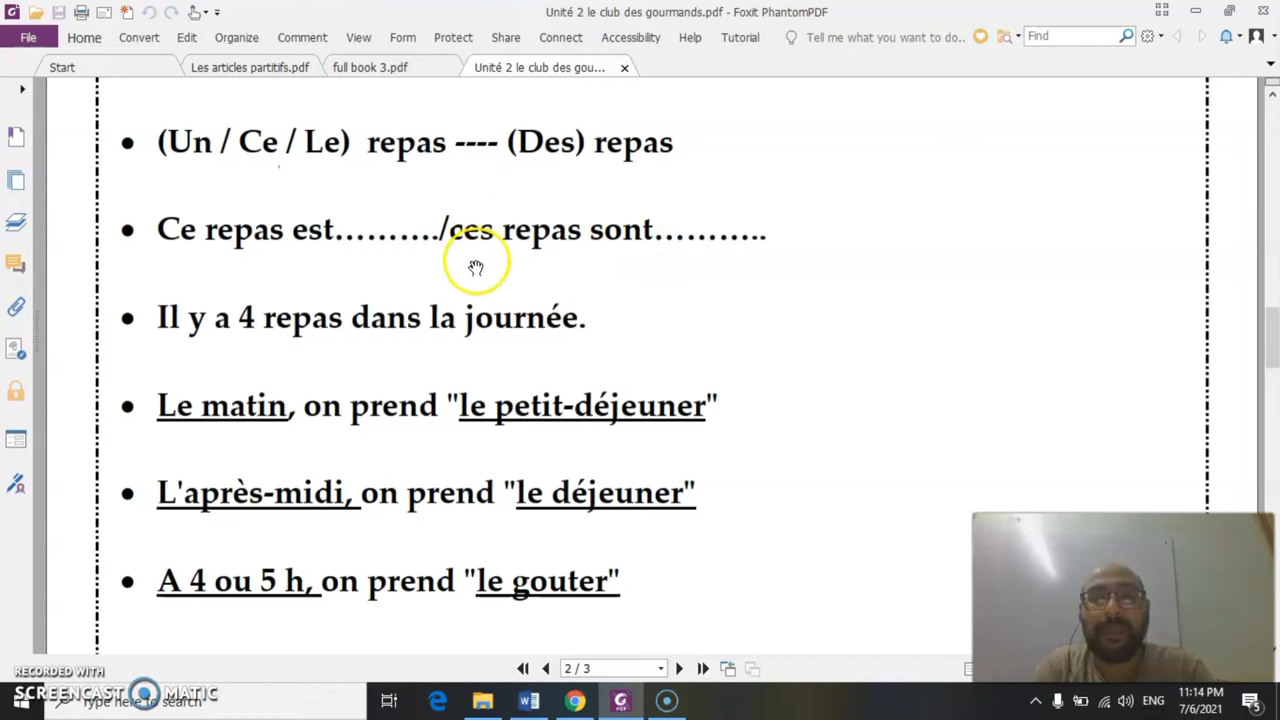 Unité 2 le club des gourmands.pdf - Foxit PhantomPDF
File Home Convert Edit Organize Comment View Form Protect Share Connect Accessibility Help Tutorial Tell me what you want to do... Find
Start Les articles partitifs.pdf full book 3.pdf Unité 2 le club des gou...
(Un / Ce / Le) repas ---- (Des) repas
Ce repas est………./ces repas sont………..
Il y a 4 repas dans la journée.
Le matin, on prend "le petit-déjeuner"
L'après-midi, on prend "le déjeuner"
A 4 ou 5 h, on prend "le gouter"
2 / 3
RECORDED WITH
SCREENCAST MATIC
Type here to search
ENG
11:14 PM
7/6/2021
5